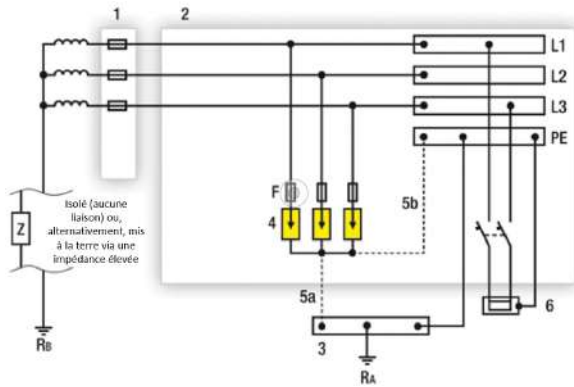 1
2
L1
L2
L3
PE
F
4
5b
Z
Isolé (aucune
liaison) ou,
alternativement, mis
à la terre via une
impédance élevée
5a
6
3
RB
RA